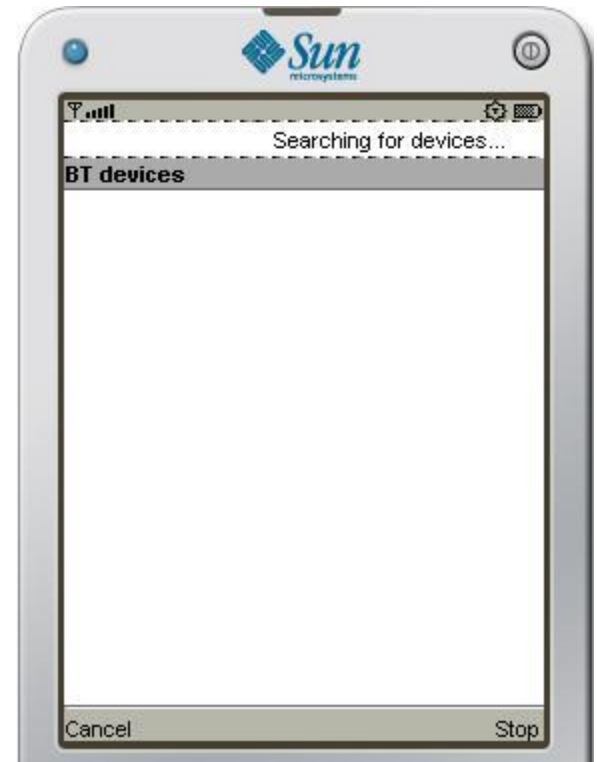 Sun
microsystems
Searching for devices...
BT devices
Cancel
Stop